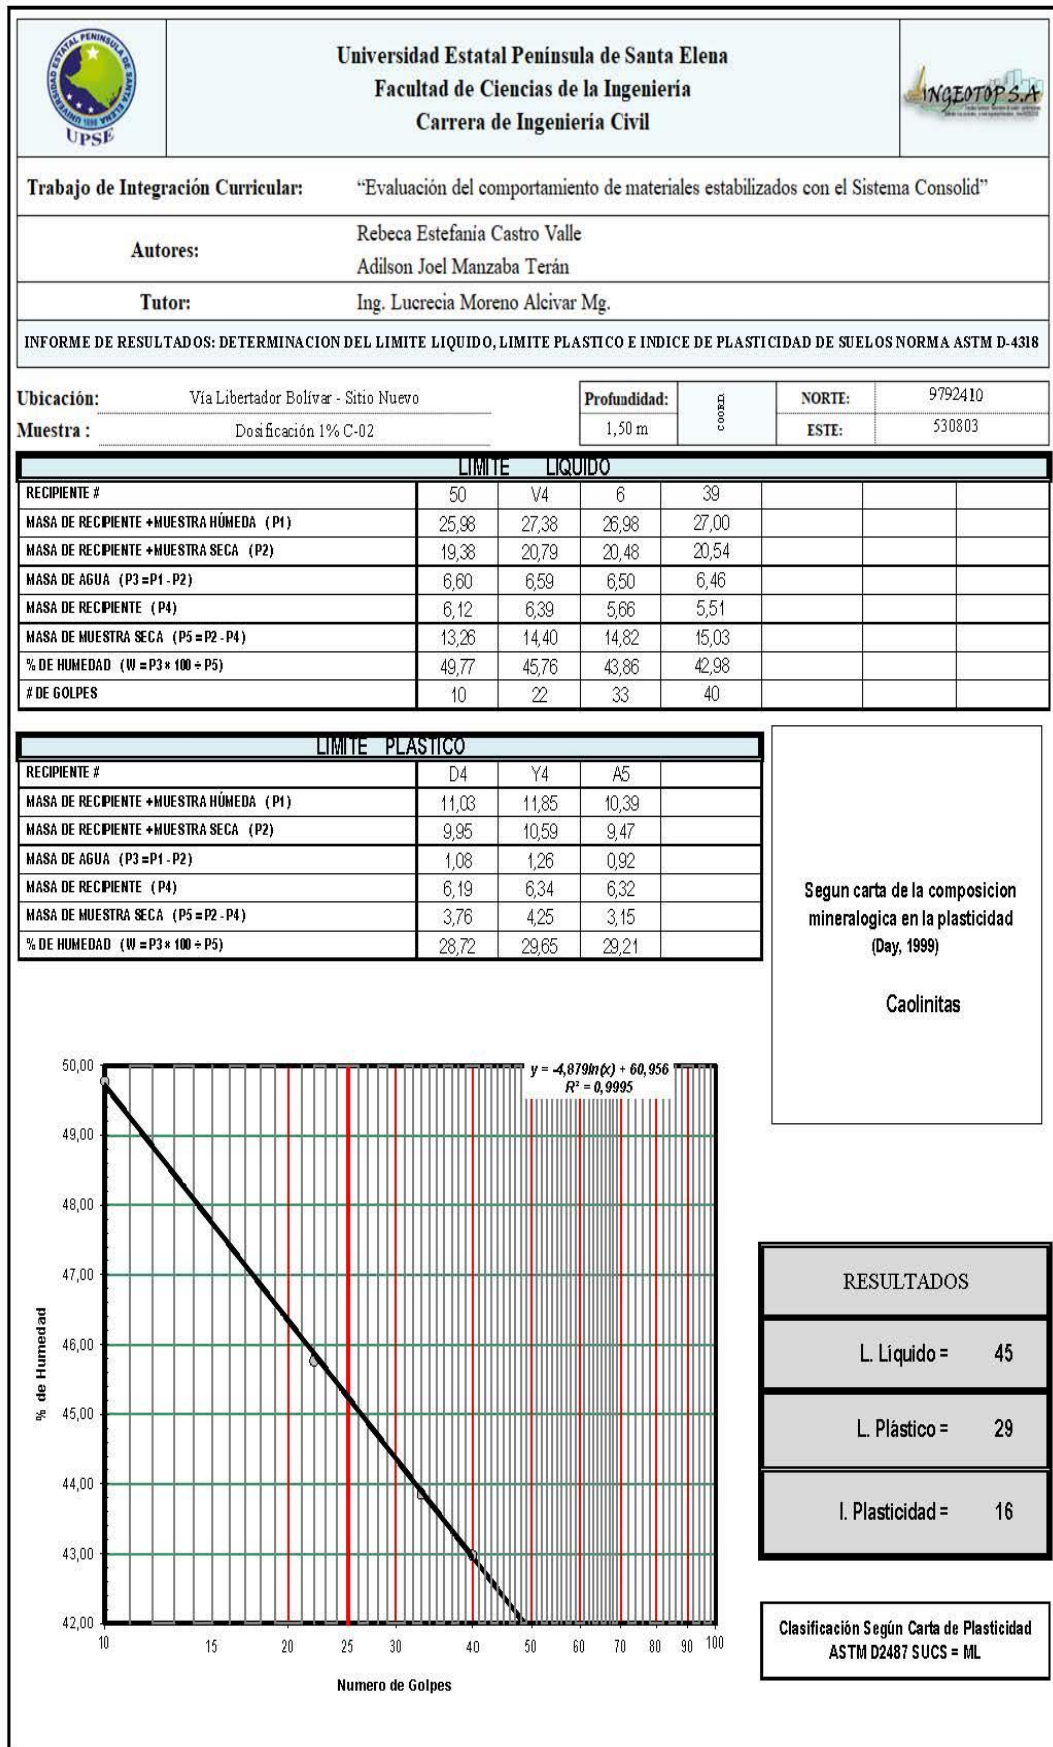 UNIVERSIDAD ESTATAL PENINSULA DE SANTA ELENA
UPSE
Universidad Estatal Península de Santa Elena
Facultad de Ciencias de la Ingeniería
Carrera de Ingeniería Civil
INGEOTOP S.A
Trabajo de Integración Curricular: “Evaluación del comportamiento de materiales estabilizados con el Sistema Consolid”
Autores: Rebeca Estefanía Castro Valle
Adilson Joel Manzaba Terán
Tutor: Ing. Lucrecia Moreno Alcivar Mg.
INFORME DE RESULTADOS: DETERMINACION DEL LIMITE LIQUIDO, LIMITE PLASTICO E INDICE DE PLASTICIDAD DE SUELOS NORMA ASTM D-4318
Ubicación: Vía Libertador Bolívar - Sitio Nuevo Profundidad: COORD. NORTE: 9792410
Muestra : Dosificación 1% C-02 1,50 m ESTE: 530803
LIMITE LIQUIDO
RECIPIENTE # 50 V4 6 39
MASA DE RECIPIENTE +MUESTRA HÚMEDA (P1) 25,98 27,38 26,98 27,00
MASA DE RECIPIENTE +MUESTRA SECA (P2) 19,38 20,79 20,48 20,54
MASA DE AGUA (P3 =P1 - P2) 6,60 6,59 6,50 6,46
MASA DE RECIPIENTE (P4) 6,12 6,39 5,66 5,51
MASA DE MUESTRA SECA (P5 = P2 - P4) 13,26 14,40 14,82 15,03
% DE HUMEDAD (W = P3 * 100 ÷ P5) 49,77 45,76 43,86 42,98
# DE GOLPES 10 22 33 40
LIMITE PLASTICO
RECIPIENTE # D4 Y4 A5
MASA DE RECIPIENTE +MUESTRA HÚMEDA (P1) 11,03 11,85 10,39
MASA DE RECIPIENTE +MUESTRA SECA (P2) 9,95 10,59 9,47
MASA DE AGUA (P3 =P1 - P2) 1,08 1,26 0,92
MASA DE RECIPIENTE (P4) 6,19 6,34 6,32
MASA DE MUESTRA SECA (P5 = P2 - P4) 3,76 4,25 3,15
% DE HUMEDAD (W = P3 * 100 ÷ P5) 28,72 29,65 29,21
Segun carta de la composicion
mineralogica en la plasticidad
(Day, 1999)
Caolinitas
y = -4,879ln(x) + 60,956
R² = 0,9995
50,00
49,00
48,00
47,00
46,00
45,00
44,00
43,00
42,00
% de Humedad
10 15 20 25 30 40 50 60 70 80 90 100
Numero de Golpes
RESULTADOS
L. Líquido = 45
L. Plástico = 29
I. Plasticidad = 16
Clasificación Según Carta de Plasticidad
ASTM D2487 SUCS = ML